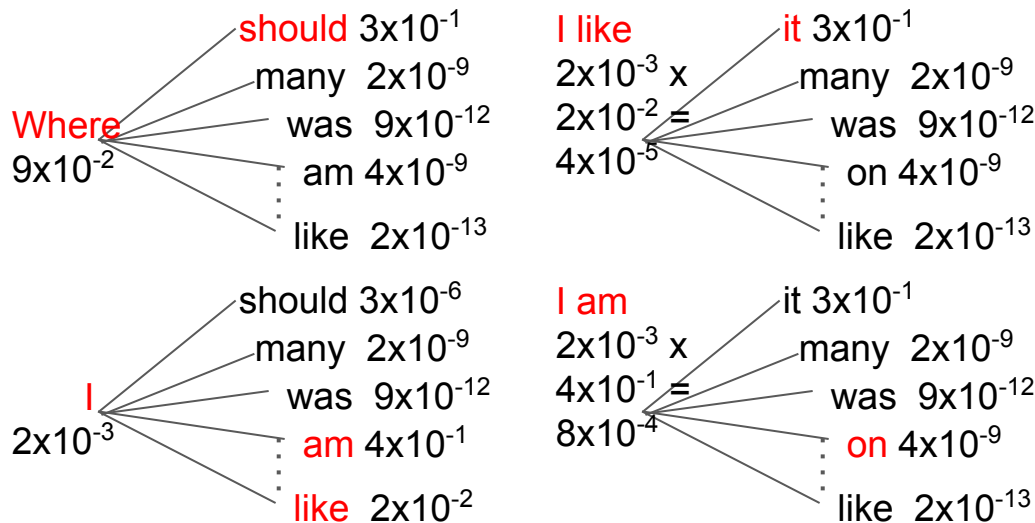 should 3x10⁻¹
many 2x10⁻⁹
Where
was 9x10⁻¹²
9x10⁻²
am 4x10⁻⁹
like 2x10⁻¹³
I like
it 3x10⁻¹
2x10⁻³ x
many 2x10⁻⁹
2x10⁻² =
was 9x10⁻¹²
4x10⁻⁵
on 4x10⁻⁹
like 2x10⁻¹³
should 3x10⁻⁶
many 2x10⁻⁹
I
was 9x10⁻¹²
2x10⁻³
am 4x10⁻¹
like 2x10⁻²
I am
it 3x10⁻¹
2x10⁻³ x
many 2x10⁻⁹
4x10⁻¹ =
was 9x10⁻¹²
8x10⁻⁴
on 4x10⁻⁹
like 2x10⁻¹³